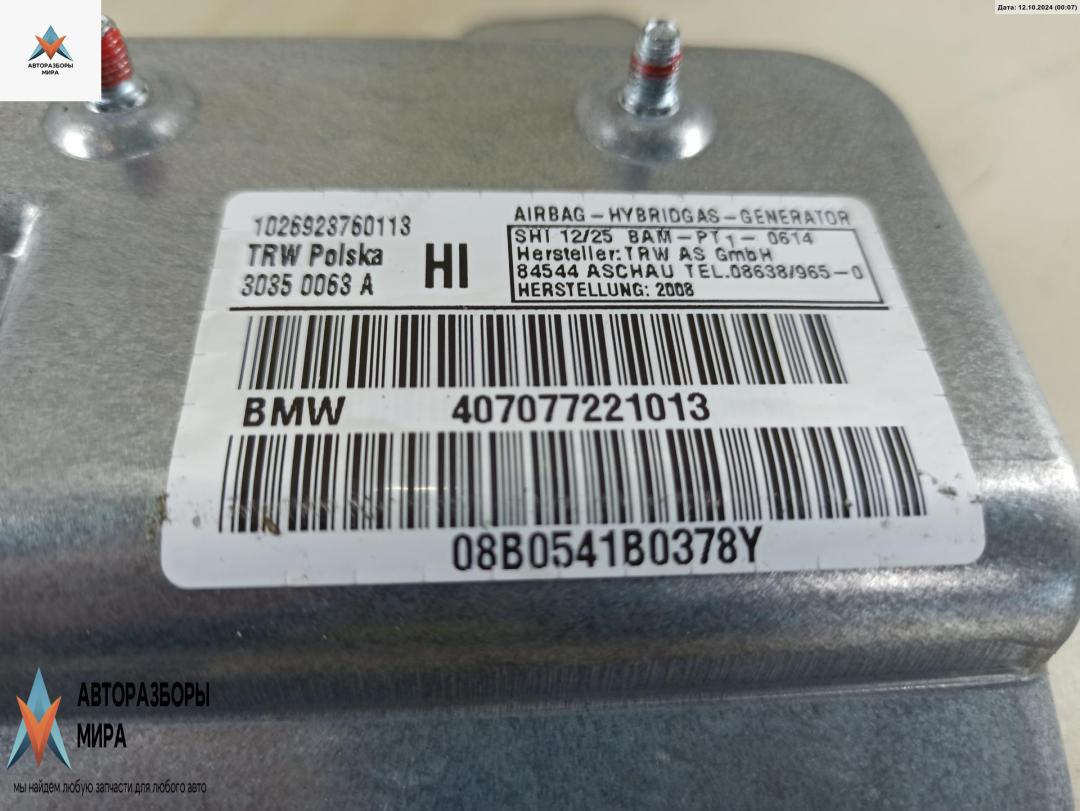 Дата: 12.10.2024 (00:07)
АВТОРАЗБОРЫ
МИРА
1026928760113
TRW Polska
3035 0063 A
HI
AIRBAG-HYBRIDGAS-GENERATOR
SHI 12/25 BAM-PT1- 0614
Hersteller: TRW AS GmbH
84544 ASCHAU TEL.08638/965-0
HERSTELLUNG: 2008
BMW 407077221013
08B0541B0378Y
АВТОРАЗБОРЫ
МИРА
мы найдем любую запчасти для любого авто